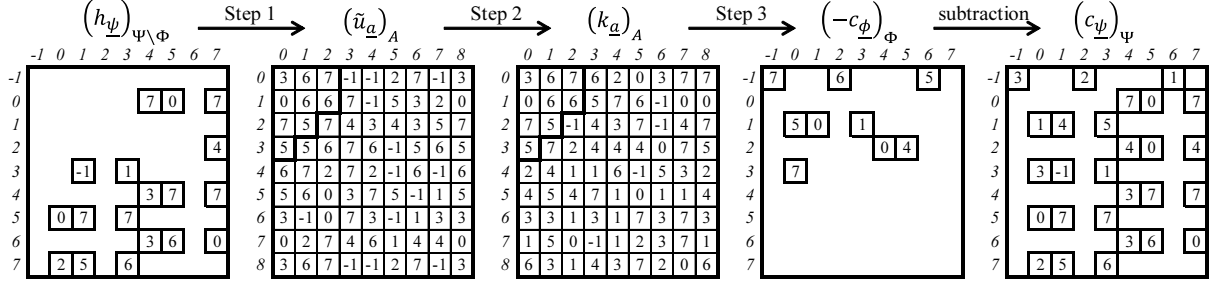 (h_ψ)_Ψ\Φ Step 1 (ũ_a)_A Step 2 (k_a)_A Step 3 (−c_ϕ)_Φ subtraction (c_ψ)_Ψ
-1 0 1 2 3 4 5 6 7 0 1 2 3 4 5 6 7 8 0 1 2 3 4 5 6 7 8 -1 0 1 2 3 4 5 6 7 -1 0 1 2 3 4 5 6 7
-1 0 3 6 7 -1 -1 2 7 -1 3 0 3 6 7 6 2 0 3 7 7 -1 7 6 5 -1 3 2 1
0 7 0 7 1 0 6 6 7 -1 5 3 2 0 1 0 6 6 5 7 6 -1 0 0 0 0 7 0 7
1 2 7 5 7 4 3 4 3 5 7 2 7 5 -1 4 3 7 -1 4 7 1 5 0 1 1 1 4 5
2 4 3 5 5 6 7 6 -1 5 6 5 3 5 7 2 4 4 4 0 7 5 2 0 4 2 4 0 4
3 -1 1 4 6 7 2 7 2 -1 6 -1 6 4 2 4 1 1 6 -1 5 3 2 3 7 3 3 -1 1
4 3 7 7 5 5 6 0 3 7 5 -1 1 5 5 4 5 4 7 1 0 1 1 4 4 4 3 7 7
5 0 7 7 6 3 -1 0 7 3 -1 1 3 3 6 3 3 1 3 1 7 3 7 3 5 5 0 7 7
6 3 6 0 7 0 2 7 4 6 1 4 4 0 7 1 5 0 -1 1 2 3 7 1 6 6 3 6 0
7 2 5 6 8 3 6 7 -1 -1 2 7 -1 3 8 6 3 1 4 3 7 2 0 6 7 7 2 5 6